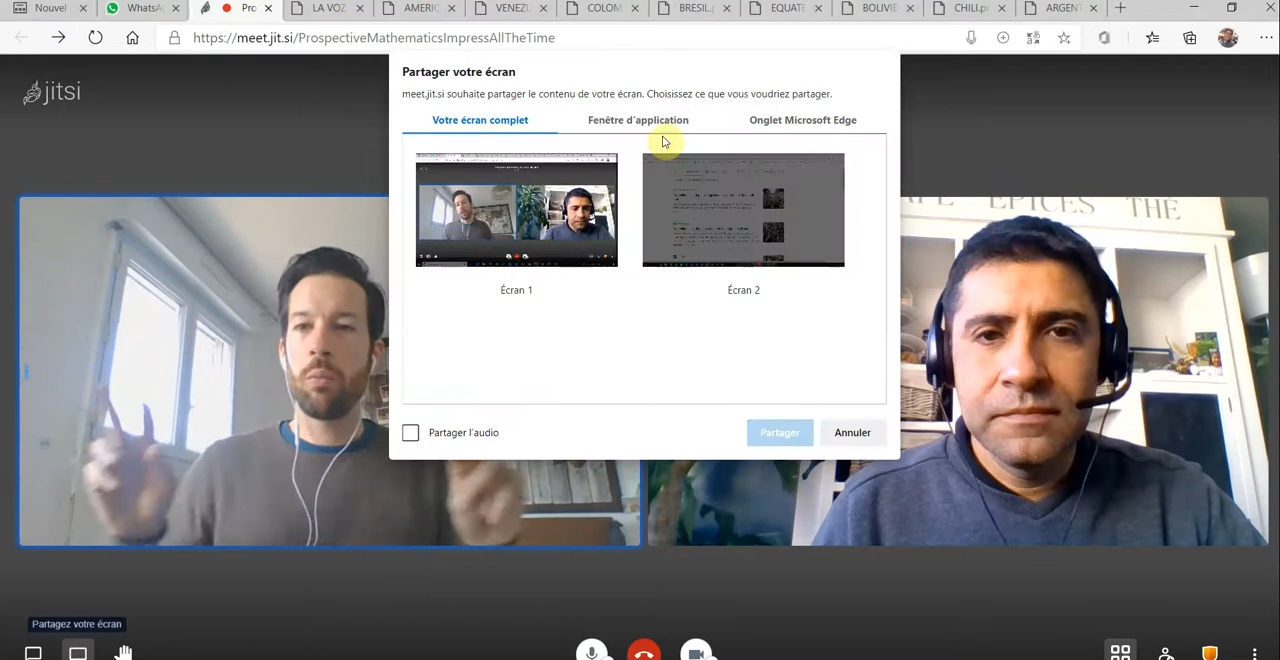 Nouvel
WhatsA
Pro
LA VOZ
AMERIC
VENEZU
COLOM
BRESIL.p
EQUATE
BOLIVIE
CHILI.pr
ARGENT
https://meet.jit.si/ProspectiveMathematicsImpressAllTheTime
jitsi
Partager votre écran
meet.jit.si souhaite partager le contenu de votre écran. Choisissez ce que vous voudriez partager.
Votre écran complet
Fenêtre d'application
Onglet Microsoft Edge
Écran 1
Écran 2
Partager l'audio
Partager
Annuler
ÉPICES THÉ
Partagez votre écran